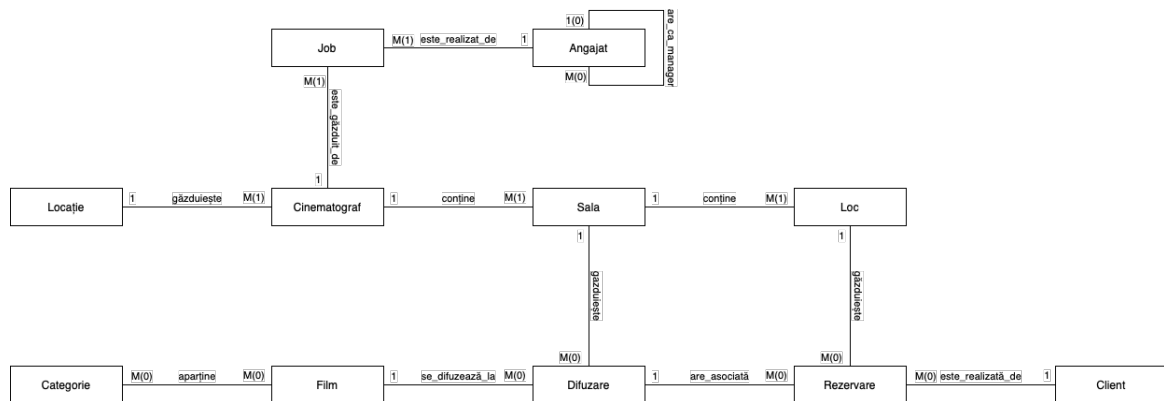 1(0)
Job
M(1)
este_realizat_de
1
Angajat
are_ca_manager
M(1)
M(0)
este_găzduit_de
1
Locație
1
găzduiește
M(1)
Cinematograf
1
conține
M(1)
Sala
1
conține
M(1)
Loc
1
1
găzduiește
găzduiește
M(0)
M(0)
Categorie
M(0)
aparține
M(0)
Film
1
se_difuzează_la
M(0)
Difuzare
1
are_asociată
M(0)
Rezervare
M(0)
este_realizată_de
1
Client